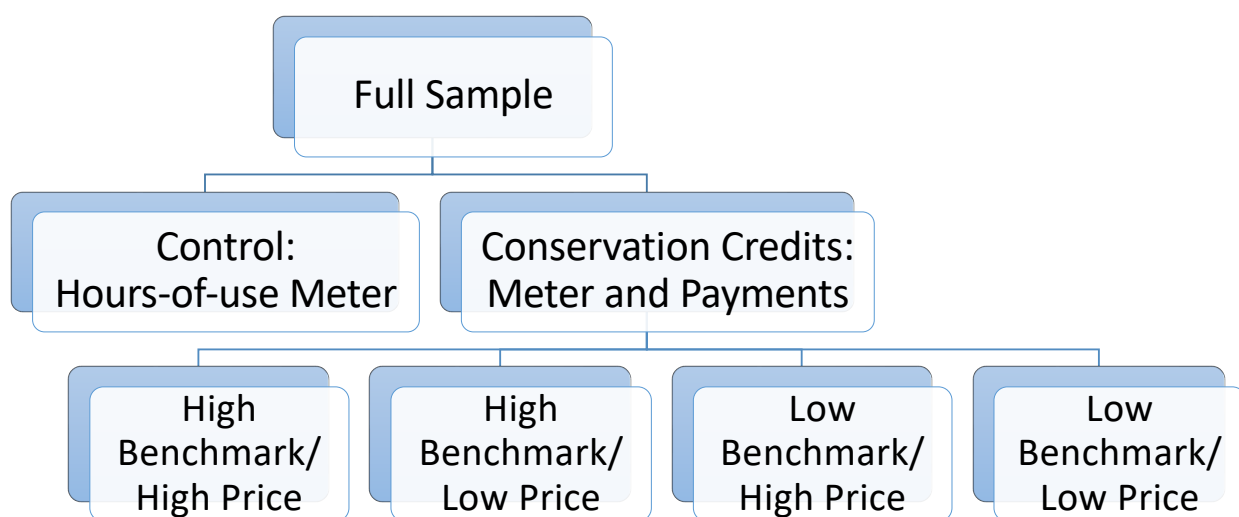 Full Sample
Control:
Hours-of-use Meter
Conservation Credits:
Meter and Payments
High
Benchmark/
High Price
High
Benchmark/
Low Price
Low
Benchmark/
High Price
Low
Benchmark/
Low Price